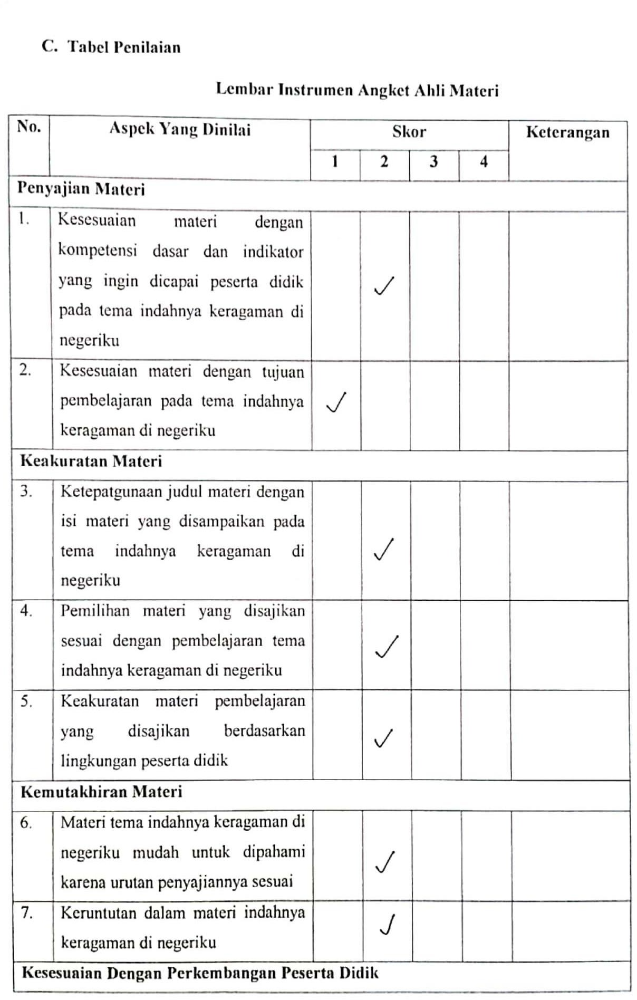 C. Tabel Penilaian
Lembar Instrumen Angket Ahli Materi
No. Aspek Yang Dinilai Skor Keterangan
1 2 3 4
Penyajian Materi
1. Kesesuaian materi dengan
kompetensi dasar dan indikator
yang ingin dicapai peserta didik
pada tema indahnya keragaman di
negeriku
✓
2. Kesesuaian materi dengan tujuan
pembelajaran pada tema indahnya
keragaman di negeriku
✓
Keakuratan Materi
3. Ketepatgunaan judul materi dengan
isi materi yang disampaikan pada
tema indahnya keragaman di
negeriku
✓
4. Pemilihan materi yang disajikan
sesuai dengan pembelajaran tema
indahnya keragaman di negeriku
✓
5. Keakuratan materi pembelajaran
yang disajikan berdasarkan
lingkungan peserta didik
✓
Kemutakhiran Materi
6. Materi tema indahnya keragaman di
negeriku mudah untuk dipahami
karena urutan penyajiannya sesuai
✓
7. Keruntutan dalam materi indahnya
keragaman di negeriku
✓
Kesesuaian Dengan Perkembangan Peserta Didik